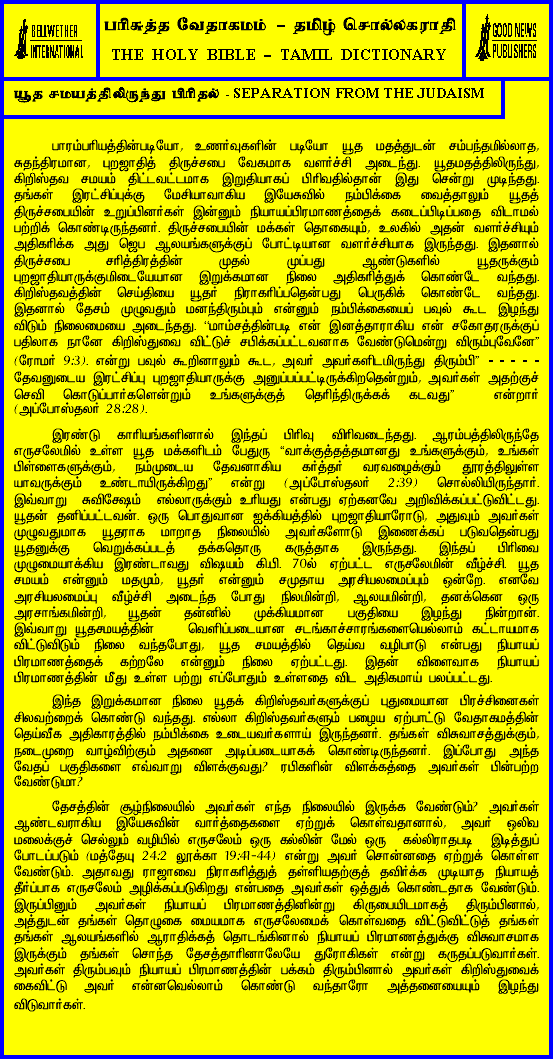 BELLWETHER
INTERNATIONAL
பரிசுத்த வேதாகமம் – தமிழ் சொல்லகராதி
THE HOLY BIBLE – TAMIL DICTIONARY
GOOD NEWS
PUBLISHERS
யூத சமயத்திலிருந்து பிரிதல் - SEPARATION FROM THE JUDAISM
பாரம்பரியத்தின்படியோ, உணர்வுகளின் படியோ யூத மதத்துடன் சம்பந்தமில்லாத,
சுதந்திரமான, புறஜாதித் திருச்சபை வேகமாக வளர்ச்சி அடைந்து. யூதமதத்திலிருந்து,
கிறிஸ்தவ சமயம் திட்டவட்டமாக இறுதியாகப் பிரிவதில்தான் இது சென்று முடிந்தது.
தங்கள் இரட்சிப்புக்கு மேசியாவாகிய இயேசுவில் நம்பிக்கை வைத்தாலும் யூதத்
திருச்சபையின் உறுப்பினர்கள் இன்னும் நியாயப்பிரமாணத்தைக் கடைப்பிடிப்பதை விடாமல்
பற்றிக் கொண்டிருந்தனர். திருச்சபையின் மக்கள் தொகையும், உலகில் அதன் வளர்ச்சியும்
அதிகரிக்க அது ஜெப ஆலயங்களுக்குப் போட்டியான வளர்ச்சியாக இருந்தது. இதனால்
திருச்சபை சரித்திரத்தின் முதல் முப்பது ஆண்டுகளில் யூதருக்கும்
புறஜாதியாருக்குமிடையேயான இறுக்கமான நிலை அதிகரித்துக் கொண்டே வந்தது.
கிறிஸ்தவத்தின் செய்தியை யூதர் நிராகரிப்பதென்பது பெருகிக் கொண்டே வந்தது.
இதனால் தேசம் முழுவதும் மனந்திரும்பும் என்னும் நம்பிக்கையைப் பவுல் கூட இழந்து
விடும் நிலைமையை அடைந்தது. “மாம்சத்தின்படி என் இனத்தாராகிய என் சகோதரருக்குப்
பதிலாக நானே கிறிஸ்துவை விட்டுச் சபிக்கப்பட்டவனாக வேண்டுமென்று விரும்புவேனே”
(ரோமர் 9:3). என்று பவுல் கூறினாலும் கூட, அவர் அவர்களிடமிருந்து திரும்பி” - - - - -
தேவனுடைய இரட்சிப்பு புறஜாதியாருக்கு அனுப்பப்பட்டிருக்கிறதென்றும், அவர்கள் அதற்குச்
செவி கொடுப்பார்களென்றும் உங்களுக்குத் தெரிந்திருக்கக் கடவது” என்றார்
(அப்போஸ்தலர் 28:28).
இரண்டு காரியங்களினால் இந்தப் பிரிவு விரிவடைந்தது. ஆரம்பத்திலிருந்தே
எருசலேமில் உள்ள யூத மக்களிடம் பேதுரு “வாக்குத்தத்தமானது உங்களுக்கும், உங்கள்
பிள்ளைகளுக்கும், நம்முடைய தேவனாகிய கர்த்தர் வரவழைக்கும் தூரத்திலுள்ள
யாவருக்கும் உண்டாயிருக்கிறது” என்று (அப்போஸ்தலர் 2:39) சொல்லியிருந்தார்.
இவ்வாறு சுவிசேஷம் எல்லாருக்கும் உரியது என்பது ஏற்கனவே அறிவிக்கப்பட்டுவிட்டது.
யூதன் தனிப்பட்டவன். ஒரு பொதுவான ஐக்கியத்தில் புறஜாதியாரோடு, அதுவும் அவர்கள்
முழுவதுமாக யூதராக மாறாத நிலையில் அவர்களோடு இணைக்கப் படுவதென்பது
யூதனுக்கு வெறுக்கப்படத் தக்கதொரு கருத்தாக இருந்தது. இந்தப் பிரிவை
முழுமையாக்கிய இரண்டாவது விஷயம் கி.பி. 70ல் ஏற்பட்ட எருசலேமின் வீழ்ச்சி. யூத
சமயம் என்னும் மதமும், யூதர் என்னும் சமுதாய அரசியலமைப்பும் ஒன்றே. எனவே
அரசியலமைப்பு வீழ்ச்சி அடைந்த போது நிலமின்றி, ஆலயமின்றி, தனக்கென ஒரு
அரசாங்கமின்றி, யூதன் தன்னில் முக்கியமான பகுதியை இழந்து நின்றான்.
இவ்வாறு யூதசமயத்தின் வெளிப்படையான சடங்காச்சாரங்களையெல்லாம் கட்டாயமாக
விட்டுவிடும் நிலை வந்தபோது, யூத சமயத்தில் தெய்வ வழிபாடு என்பது நியாயப்
பிரமாணத்தைக் கற்றலே என்னும் நிலை ஏற்பட்டது. இதன் விளைவாக நியாயப்
பிரமாணத்தின் மீது உள்ள பற்று எப்போதும் உள்ளதை விட அதிகமாய் பலப்பட்டது.
இந்த இறுக்கமான நிலை யூதக் கிறிஸ்தவர்களுக்குப் புதுமையான பிரச்சினைகள்
சிலவற்றைக் கொண்டு வந்தது. எல்லா கிறிஸ்தவர்களும் பழைய ஏற்பாட்டு வேதாகமத்தின்
தெய்வீக அதிகாரத்தில் நம்பிக்கை உடையவர்களாய் இருந்தனர். தங்கள் விசுவாசத்துக்கும்,
நடைமுறை வாழ்விற்கும் அதனை அடிப்படையாகக் கொண்டிருந்தனர். இப்போது அந்த
வேதப் பகுதிகளை எவ்வாறு விளக்குவது? ரபிகளின் விளக்கத்தை அவர்கள் பின்பற்ற
வேண்டுமா?
தேசத்தின் சூழ்நிலையில் அவர்கள் எந்த நிலையில் இருக்க வேண்டும்? அவர்கள்
ஆண்டவராகிய இயேசுவின் வார்த்தைகளை ஏற்றுக் கொள்வதானால், அவர் ஒலிவ
மலைக்குச் செல்லும் வழியில் எருசலேம் ஒரு கல்லின் மேல் ஒரு கல்லிராதபடி இடித்துப்
போடப்படும் (மத்தேயு 24:2 லூக்கா 19:41-44) என்று அவர் சொன்னதை ஏற்றுக் கொள்ள
வேண்டும். அதாவது ராஜாவை நிராகரித்துத் தள்ளியதற்குத் தவிர்க்க முடியாத நியாயத்
தீர்ப்பாக எருசலேம் அழிக்கப்படுகிறது என்பதை அவர்கள் ஒத்துக் கொண்டதாக வேண்டும்.
இருப்பினும் அவர்கள் நியாயப் பிரமாணத்தினின்று கிருபையிடமாகத் திரும்பினால்,
அத்துடன் தங்கள் தொழுகை மையமாக எருசலேமைக் கொள்வதை விட்டுவிட்டுத் தங்கள்
தங்கள் ஆலயங்களில் ஆராதிக்கத் தொடங்கினால் நியாயப் பிரமாணத்துக்கு விசுவாசமாக
இருக்கும் தங்கள் சொந்த தேசத்தாரினாலேயே துரோகிகள் என்று கருதப்படுவார்கள்.
அவர்கள் திரும்பவும் நியாயப் பிரமாணத்தின் பக்கம் திரும்பினால் அவர்கள் கிறிஸ்துவைக்
கைவிட்டு அவர் என்னவெல்லாம் கொண்டு வந்தாரோ அத்தனையையும் இழந்து
விடுவார்கள்.